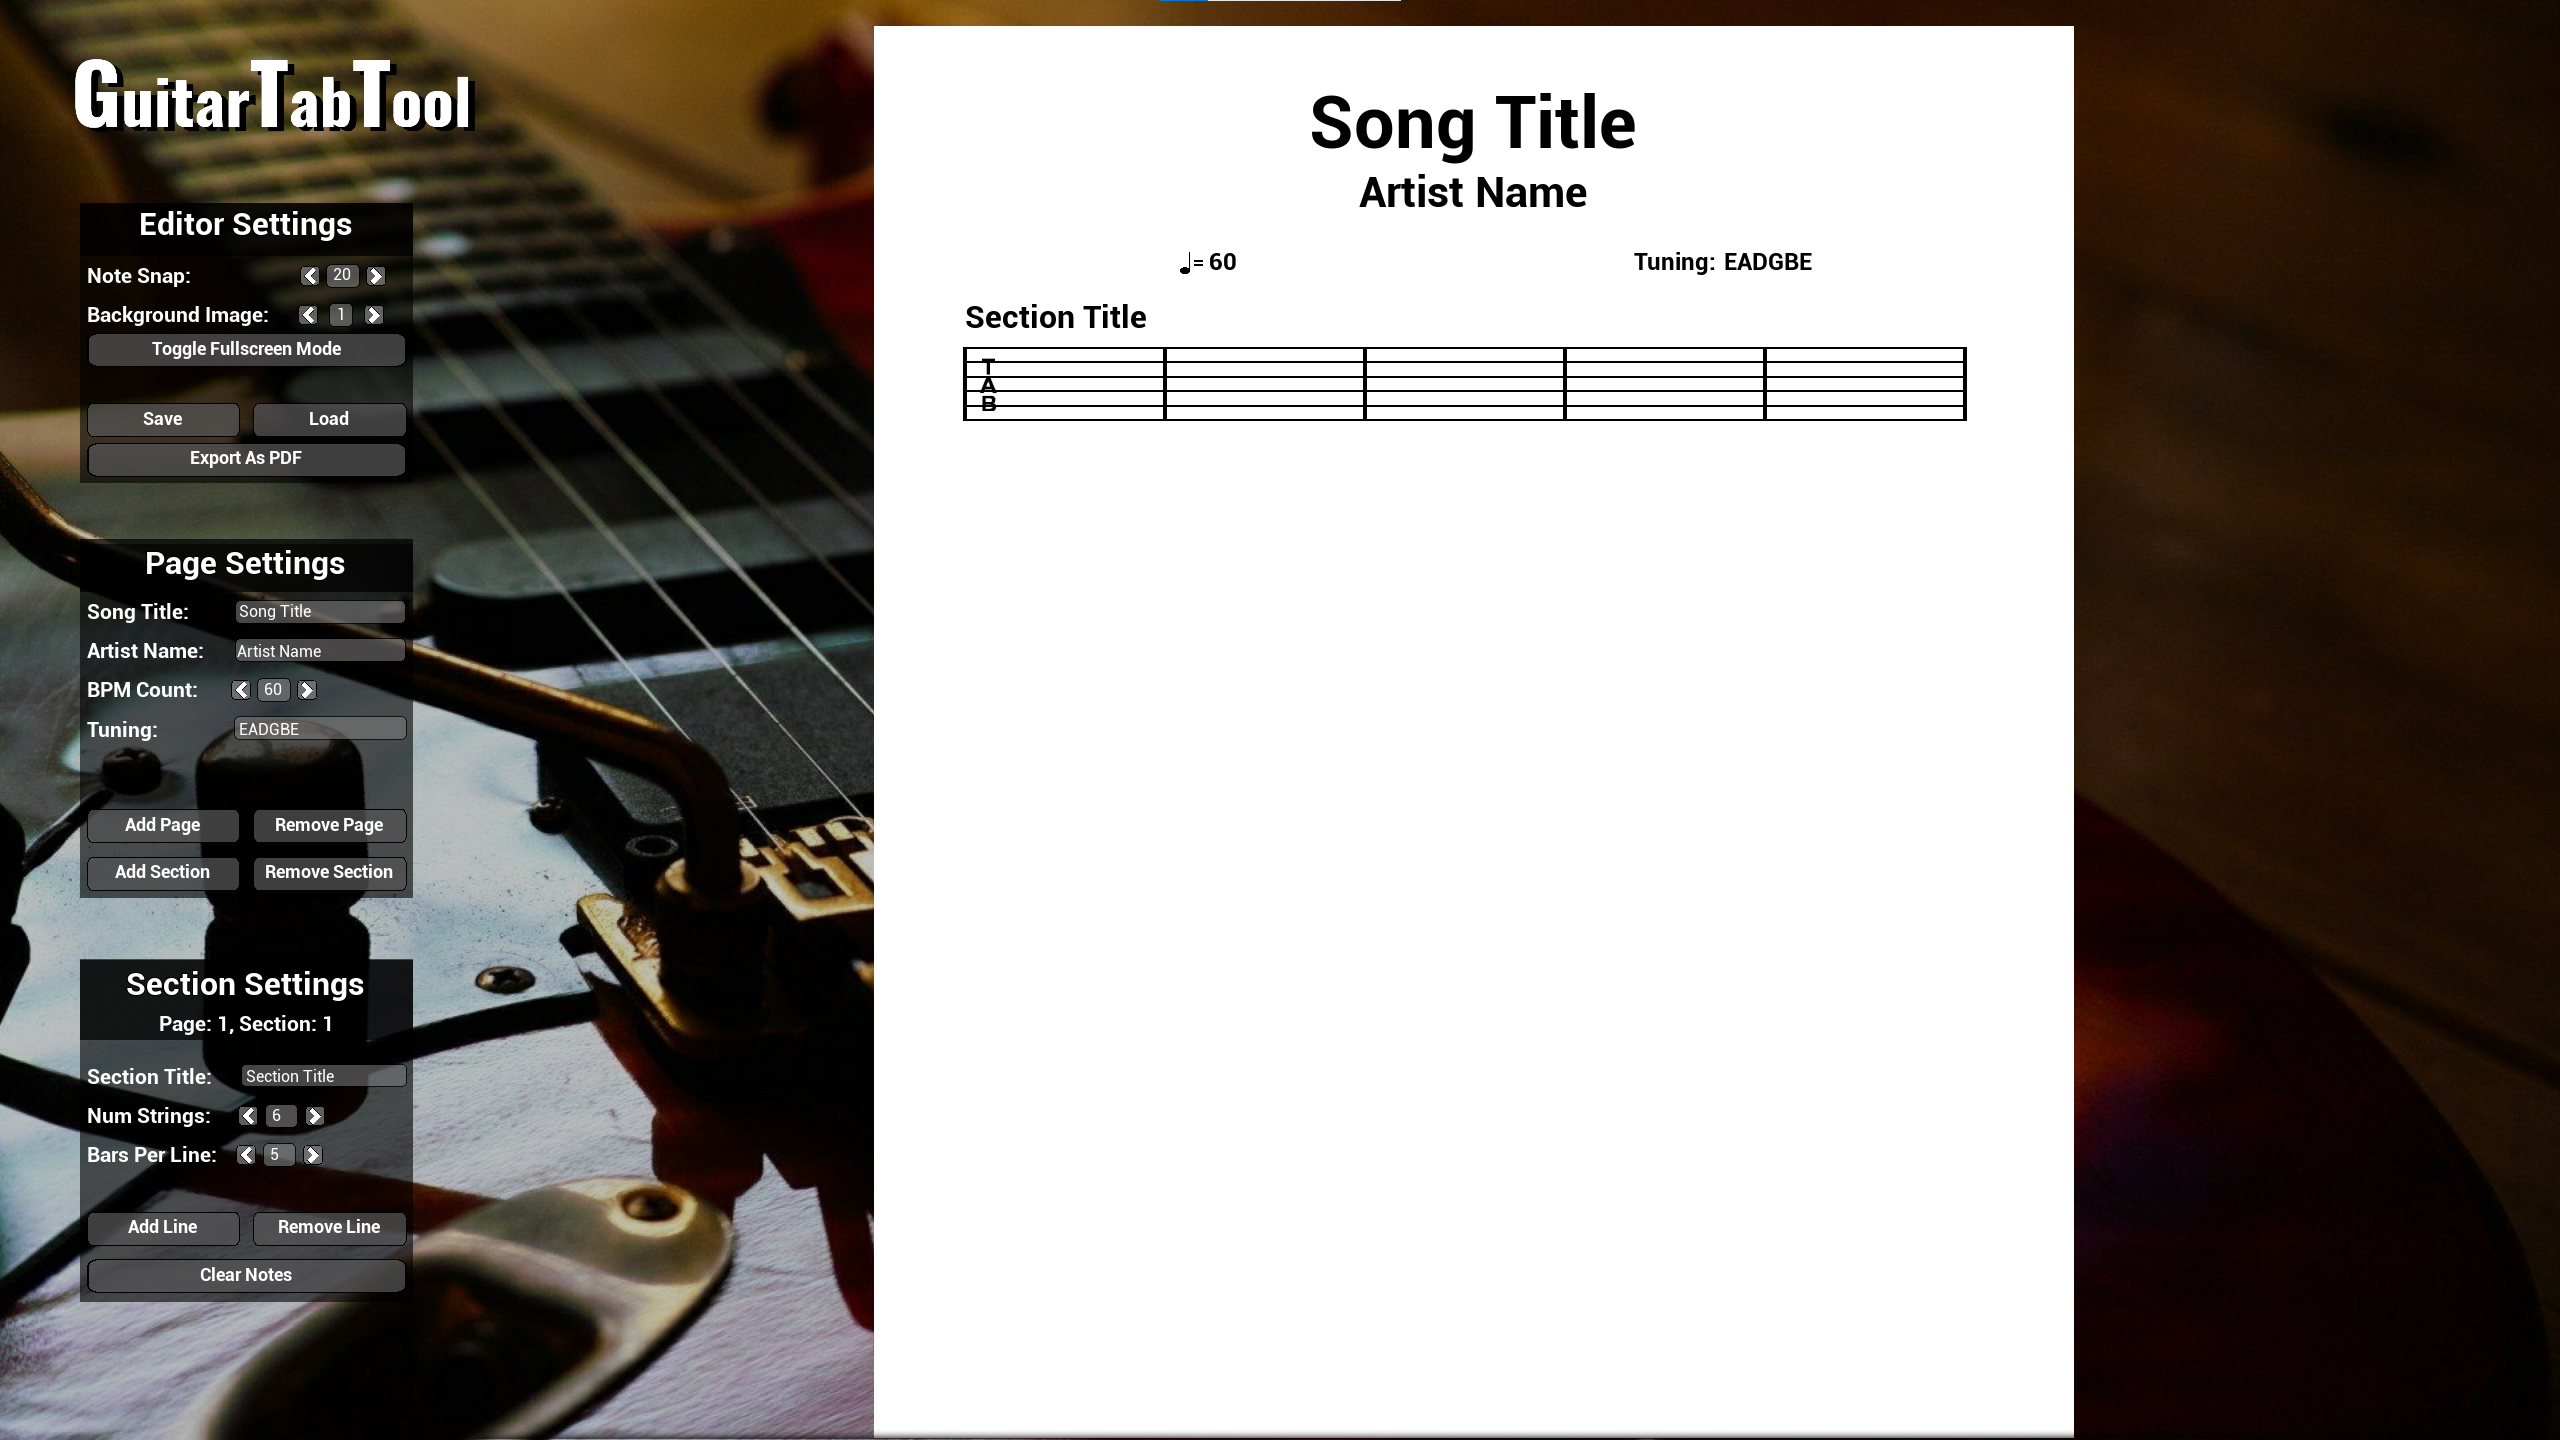 GuitarTabTool
Editor Settings
Note Snap: 20
Background Image: 1
Toggle Fullscreen Mode
Save Load
Export As PDF
Page Settings
Song Title: Song Title
Artist Name: Artist Name
BPM Count: 60
Tuning: EADGBE
Add Page Remove Page
Add Section Remove Section
Section Settings
Page: 1, Section: 1
Section Title: Section Title
Num Strings: 6
Bars Per Line: 5
Add Line Remove Line
Clear Notes
Song Title
Artist Name
♩= 60 Tuning: EADGBE
Section Title
T
A
B